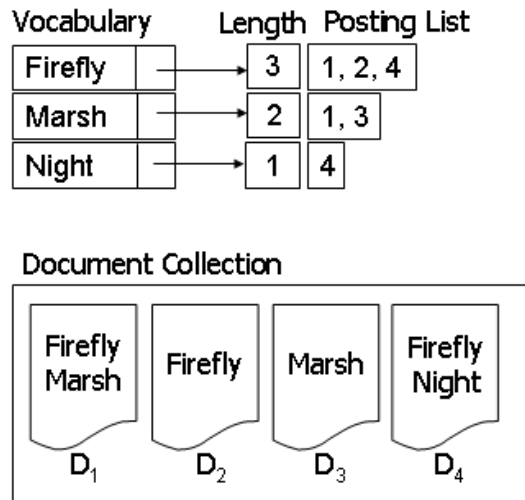 Vocabulary Length Posting List
Firefly 3 1, 2, 4
Marsh 2 1, 3
Night 1 4
Document Collection
Firefly
Marsh
D₁
Firefly
D₂
Marsh
D₃
Firefly
Night
D₄